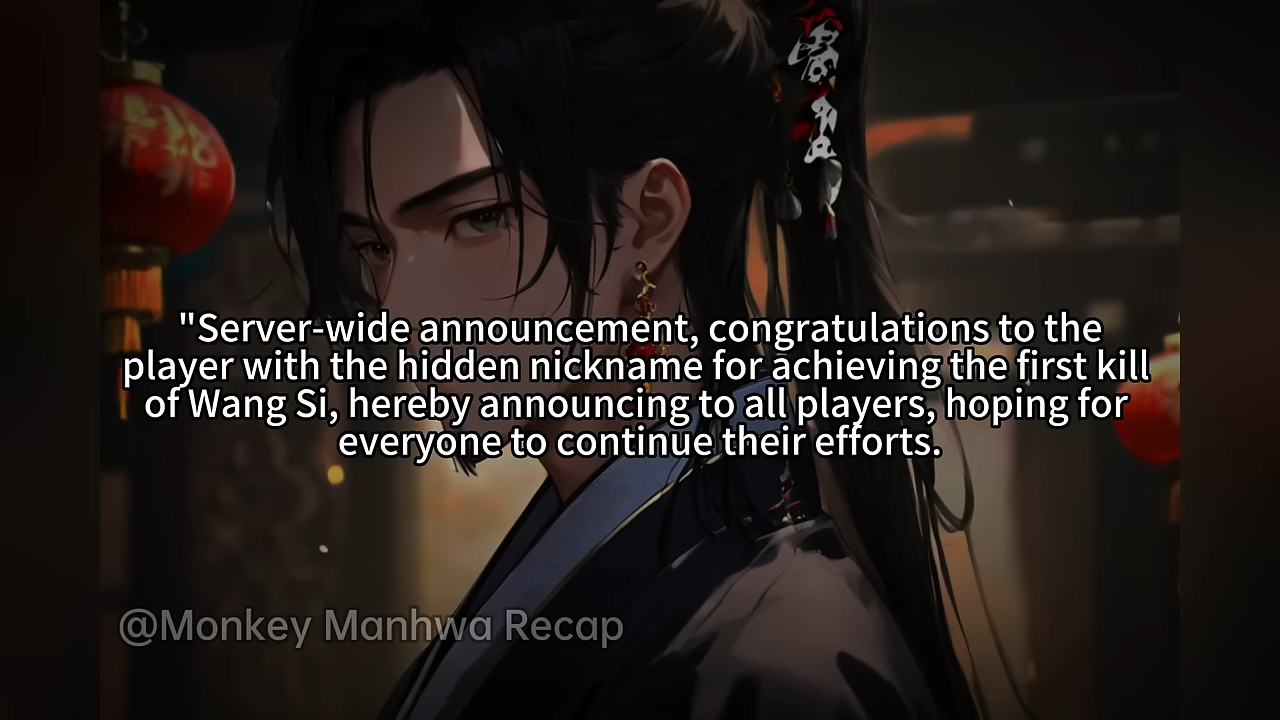 "Server-wide announcement, congratulations to the
player with the hidden nickname for achieving the first kill
of Wang Si, hereby announcing to all players, hoping for
everyone to continue their efforts.
@Monkey Manhwa Recap